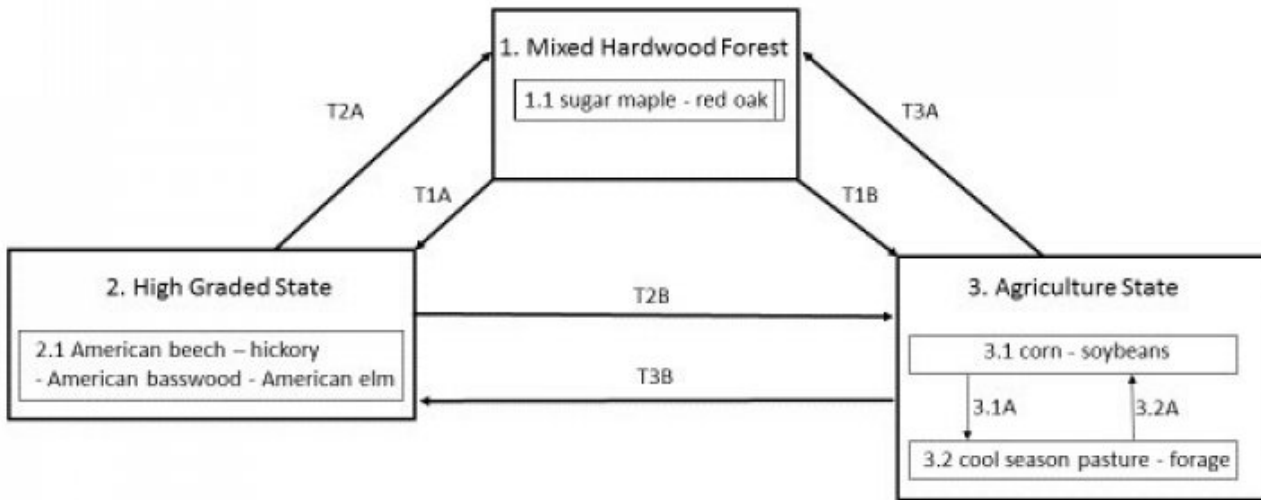 1. Mixed Hardwood Forest
1.1 sugar maple - red oak
T2A
T3A
T1A
T1B
2. High Graded State
2.1 American beech – hickory
- American basswood - American elm
T2B
T3B
3. Agriculture State
3.1 corn - soybeans
3.1A
3.2A
3.2 cool season pasture - forage